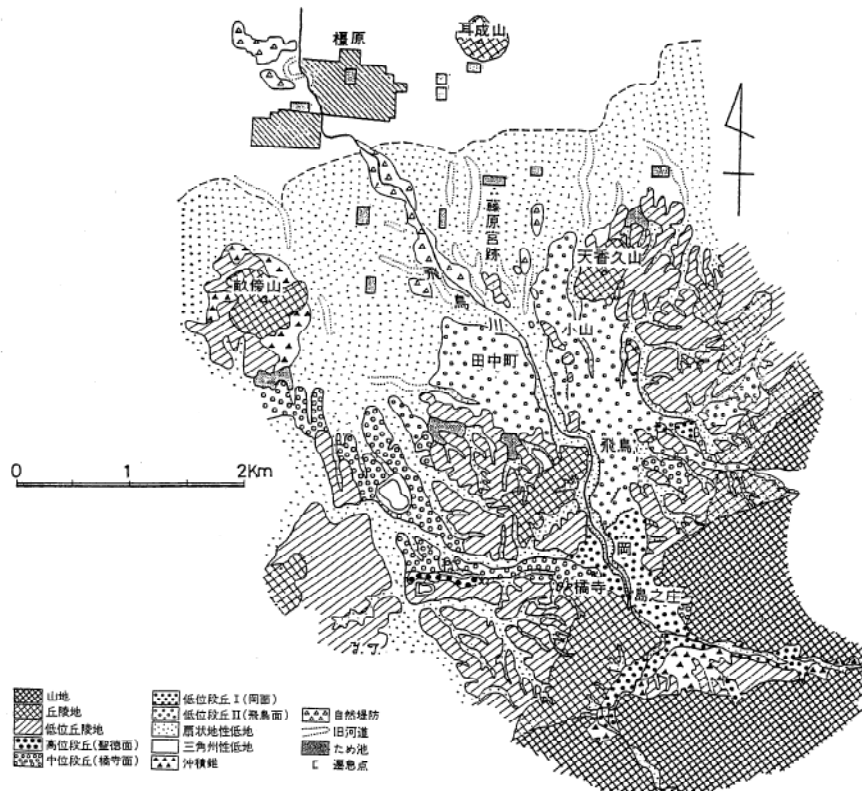 耳成山
橿原
藤原宮跡
天香久山
畝傍山
飛
鳥
川
小山
田中町
飛鳥
0 1 2Km
岡
橘寺
島之庄
山地
丘陵地
低位丘陵地
高位段丘(聖徳面)
中位段丘(橘寺面)
低位段丘Ⅰ(岡面)
低位段丘Ⅱ(飛鳥面)
扇状地性低地
三角州性低地
沖積錐
自然堤防
旧河道
ため池
遷急点